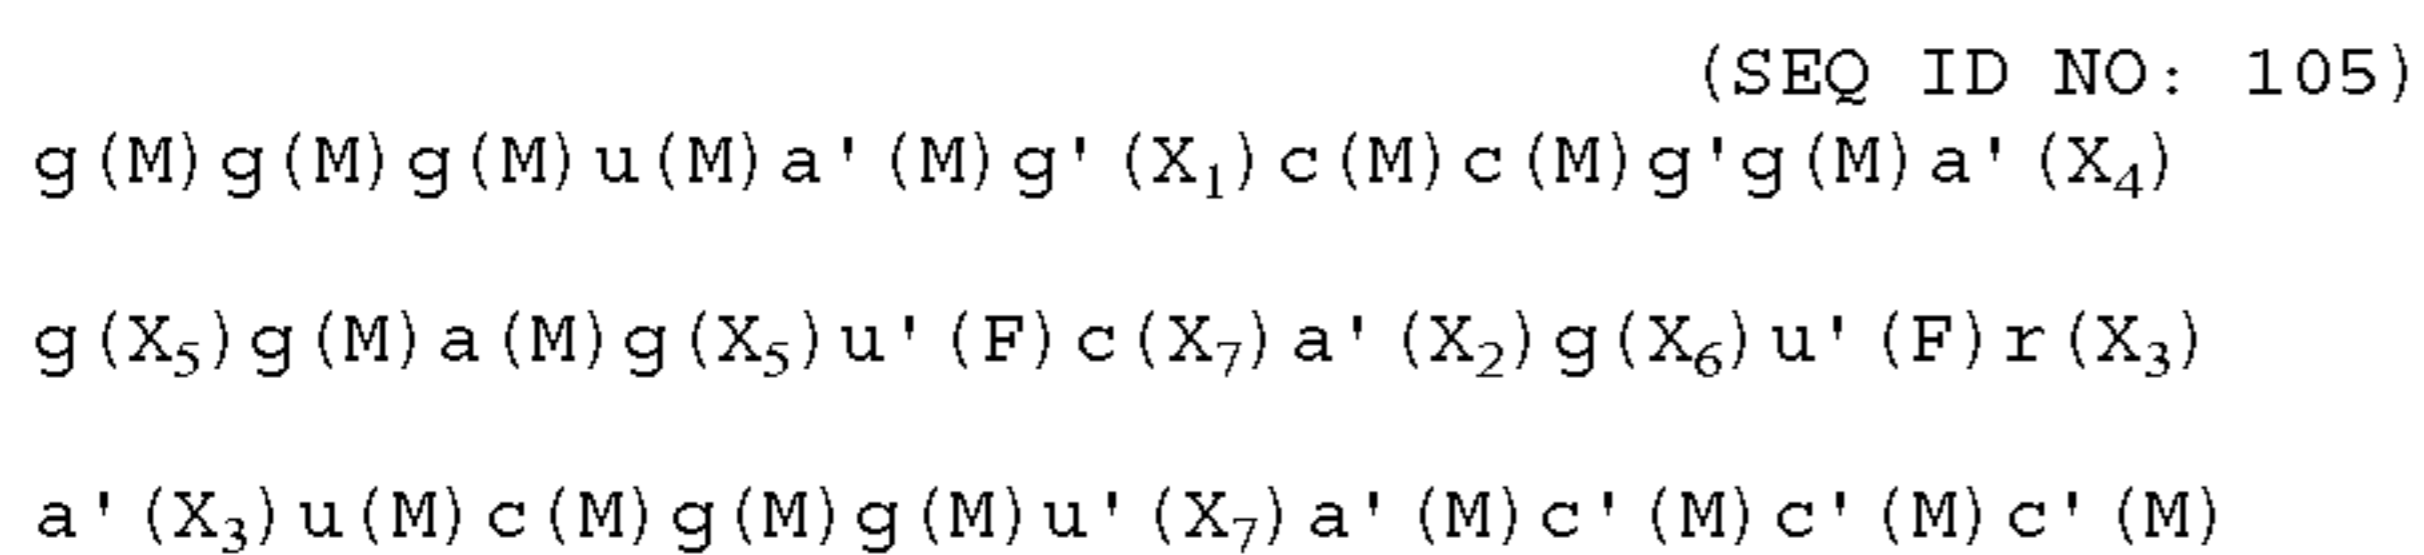 (SEQ ID NO: 105)
g(M)g(M)g(M)u(M)a'(M)g'(X₁)c(M)c(M)g'g(M)a'(X₄)
g(X₅)g(M)a(M)g(X₅)u'(F)c(X₇)a'(X₂)g(X₆)u'(F)r(X₃)
a'(X₃)u(M)c(M)g(M)g(M)u'(X₇)a'(M)c'(M)c'(M)c'(M)